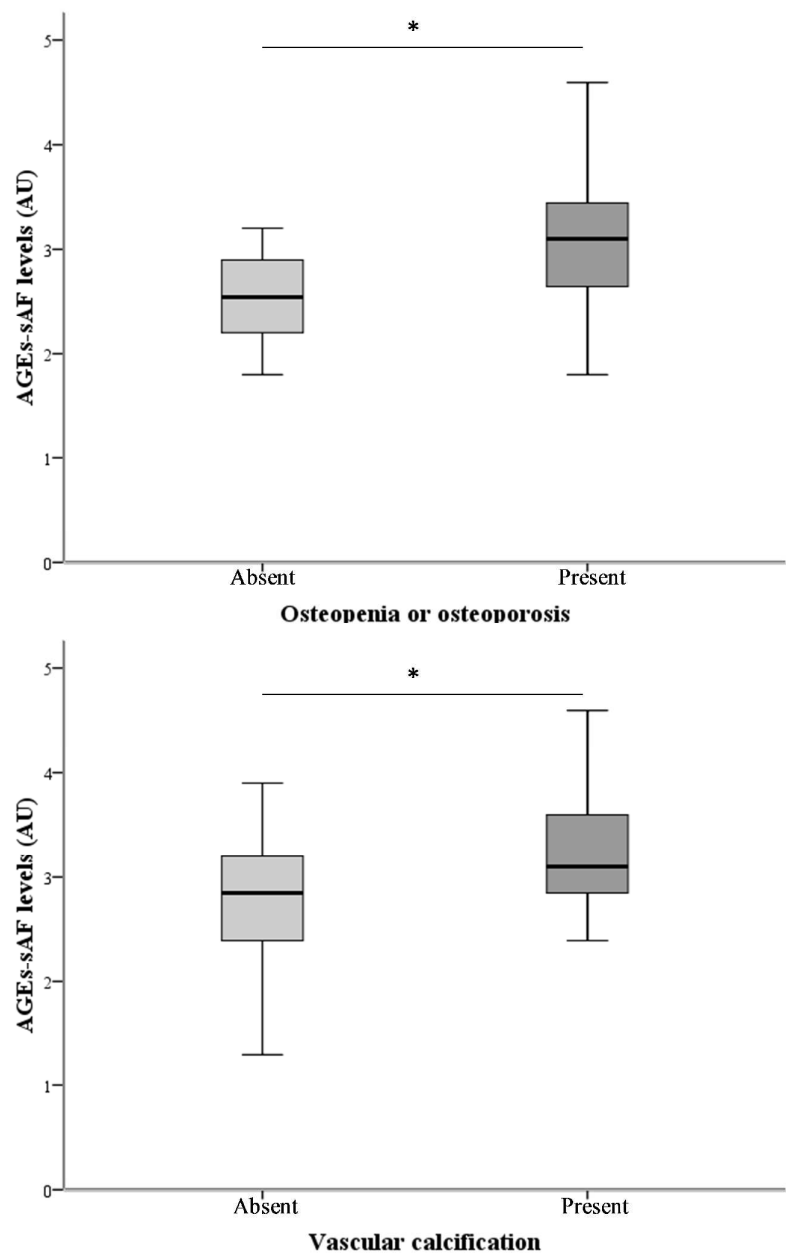 *
5
4
3
2
1
0
AGEs-sAF levels (AU)
Absent Present
Osteopenia or osteoporosis
*
5
4
3
2
1
0
AGEs-sAF levels (AU)
Absent Present
Vascular calcification